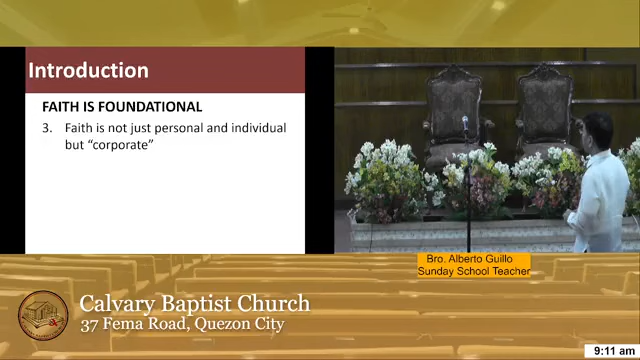 Introduction
FAITH IS FOUNDATIONAL
3. Faith is not just personal and individual
but “corporate”
Bro. Alberto Guillo
Sunday School Teacher
Calvary Baptist Church
37 Fema Road, Quezon City
9:11 am